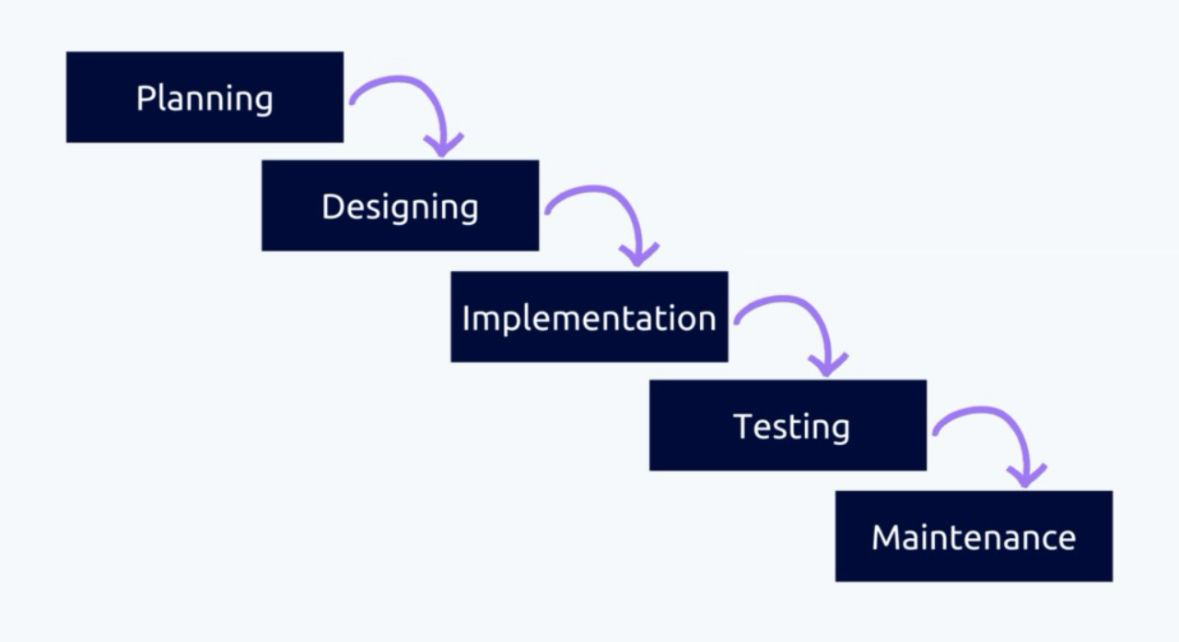 Planning
Designing
Implementation
Testing
Maintenance